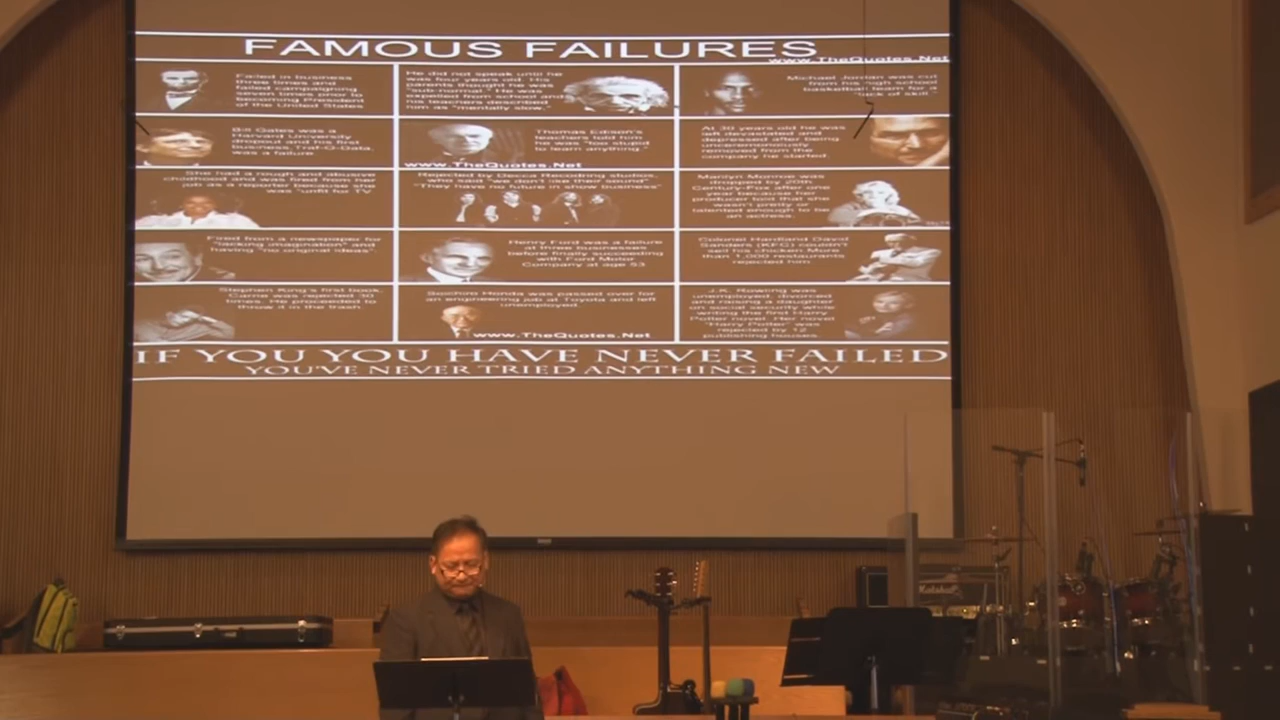 FAMOUS FAILURES
www.TheQuotes.Net
Failed in business
three times and
failed campaigning
seven times prior to
becoming President
of the United States
He did not speak until he
was four years old. His
parents thought he was
"sub-normal." He was
expelled from school and
his teachers described
him as "mentally slow."
Michael Jordan was cut
from his high school
basketball team for a
"lack of skill."
Bill Gates was a
Harvard University
dropout and his first
business, Traf-O-Data,
was a failure.
Thomas Edison's
teachers told him
he was "too stupid
to learn anything."
www.TheQuotes.Net
At 30 years old he was
left devastated and
depressed after being
unceremoniously
removed from the
company he started.
She had a rough and abusive
childhood and was fired from her
job as a reporter because she
was "unfit for TV
Rejected by Decca Recording studios,
who said "we don't like their sound"
"They have no future in show business"
Marilyn Monroe was
dropped by 20th
Century-Fox after one
year because her
producer told that she
wasn't pretty or
talented enough to be
an actress.
Fired from a newspaper for
"lacking imagination" and
having "no original ideas"
Henry Ford was a failure
at three businesses
before finally succeeding
with Ford Motor
Company at age 53
Colonel Hardland David
Sanders (KFC) couldn't
sell his chicken. More
than 1,000 restaurants
rejected him
Stephen King's first book,
Carrie was rejected 30
times. He proceeded to
throw it in the trash.
Soichiro Honda was passed over for
an engineering job at Toyota and left
unemployed.
www.TheQuotes.Net
J.K. Rowling was
unemployed, divorced
and raising a daughter
on social security while
writing the first Harry
Potter novel. Her novel
"Harry Potter" was
rejected by 12
publishing houses.
IF YOU YOU HAVE NEVER FAILED
YOU'VE NEVER TRIED ANYTHING NEW
Marshall